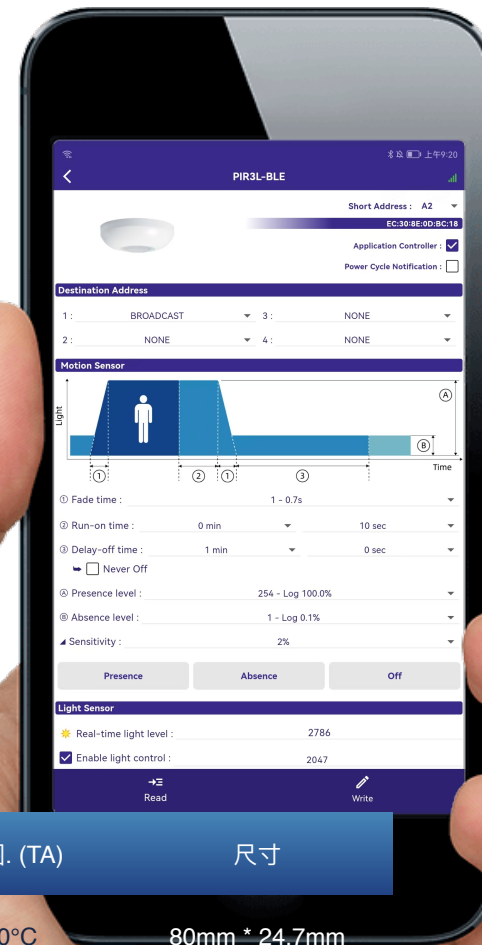 上午9:20
PIR3L-BLE
Short Address : A2
EC:30:8E:0D:BC:18
Application Controller :
Power Cycle Notification :
Destination Address
1 : BROADCAST 3 : NONE
2 : NONE 4 : NONE
Motion Sensor
Light
A
B
Time
1 2 1 3
① Fade time : 1 - 0.7s
② Run-on time : 0 min 10 sec
③ Delay-off time : 1 min 0 sec
Never Off
Ⓐ Presence level : 254 - Log 100.0%
Ⓑ Absence level : 1 - Log 0.1%
Sensitivity : 2%
Presence Absence Off
Light Sensor
Real-time light level : 2786
Enable light control : 2047
Read Write
. (TA) 尺寸
0°C 80mm * 24.7mm